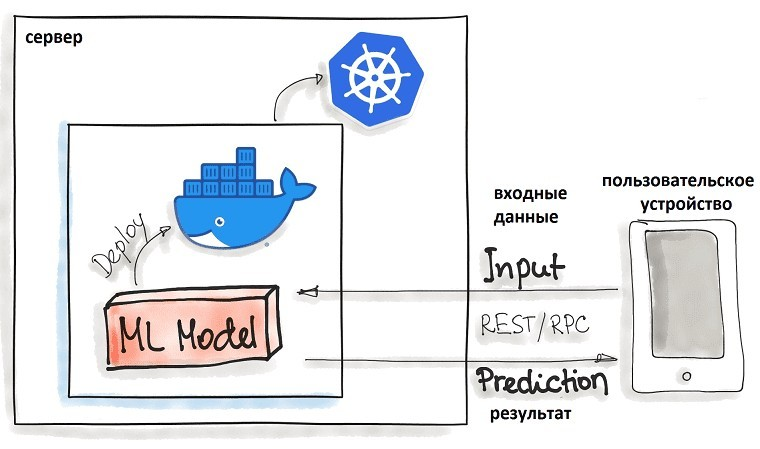 сервер
Deploy
ML Model
входные
данные
Input
REST/RPC
Prediction
результат
пользовательское
устройство